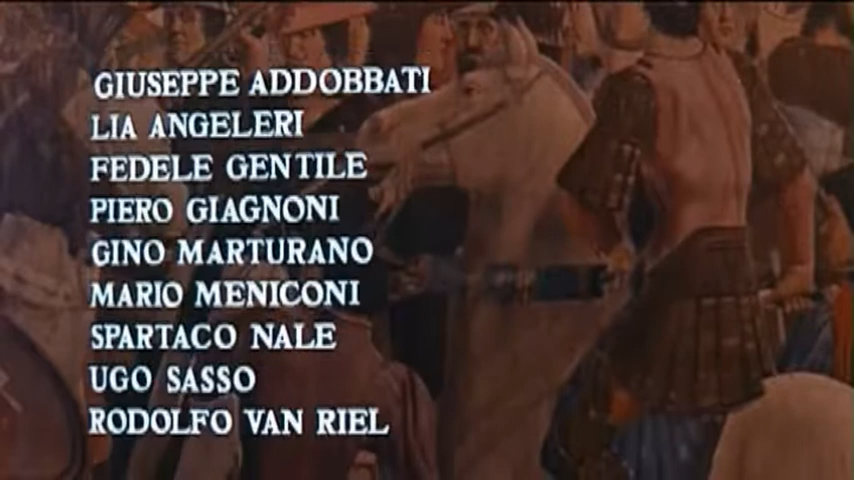 GIUSEPPE ADDOBBATI
LIA ANGELERI
FEDELE GENTILE
PIERO GIAGNONI
GINO MARTURANO
MARIO MENICONI
SPARTACO NALE
UGO SASSO
RODOLFO VAN RIEL